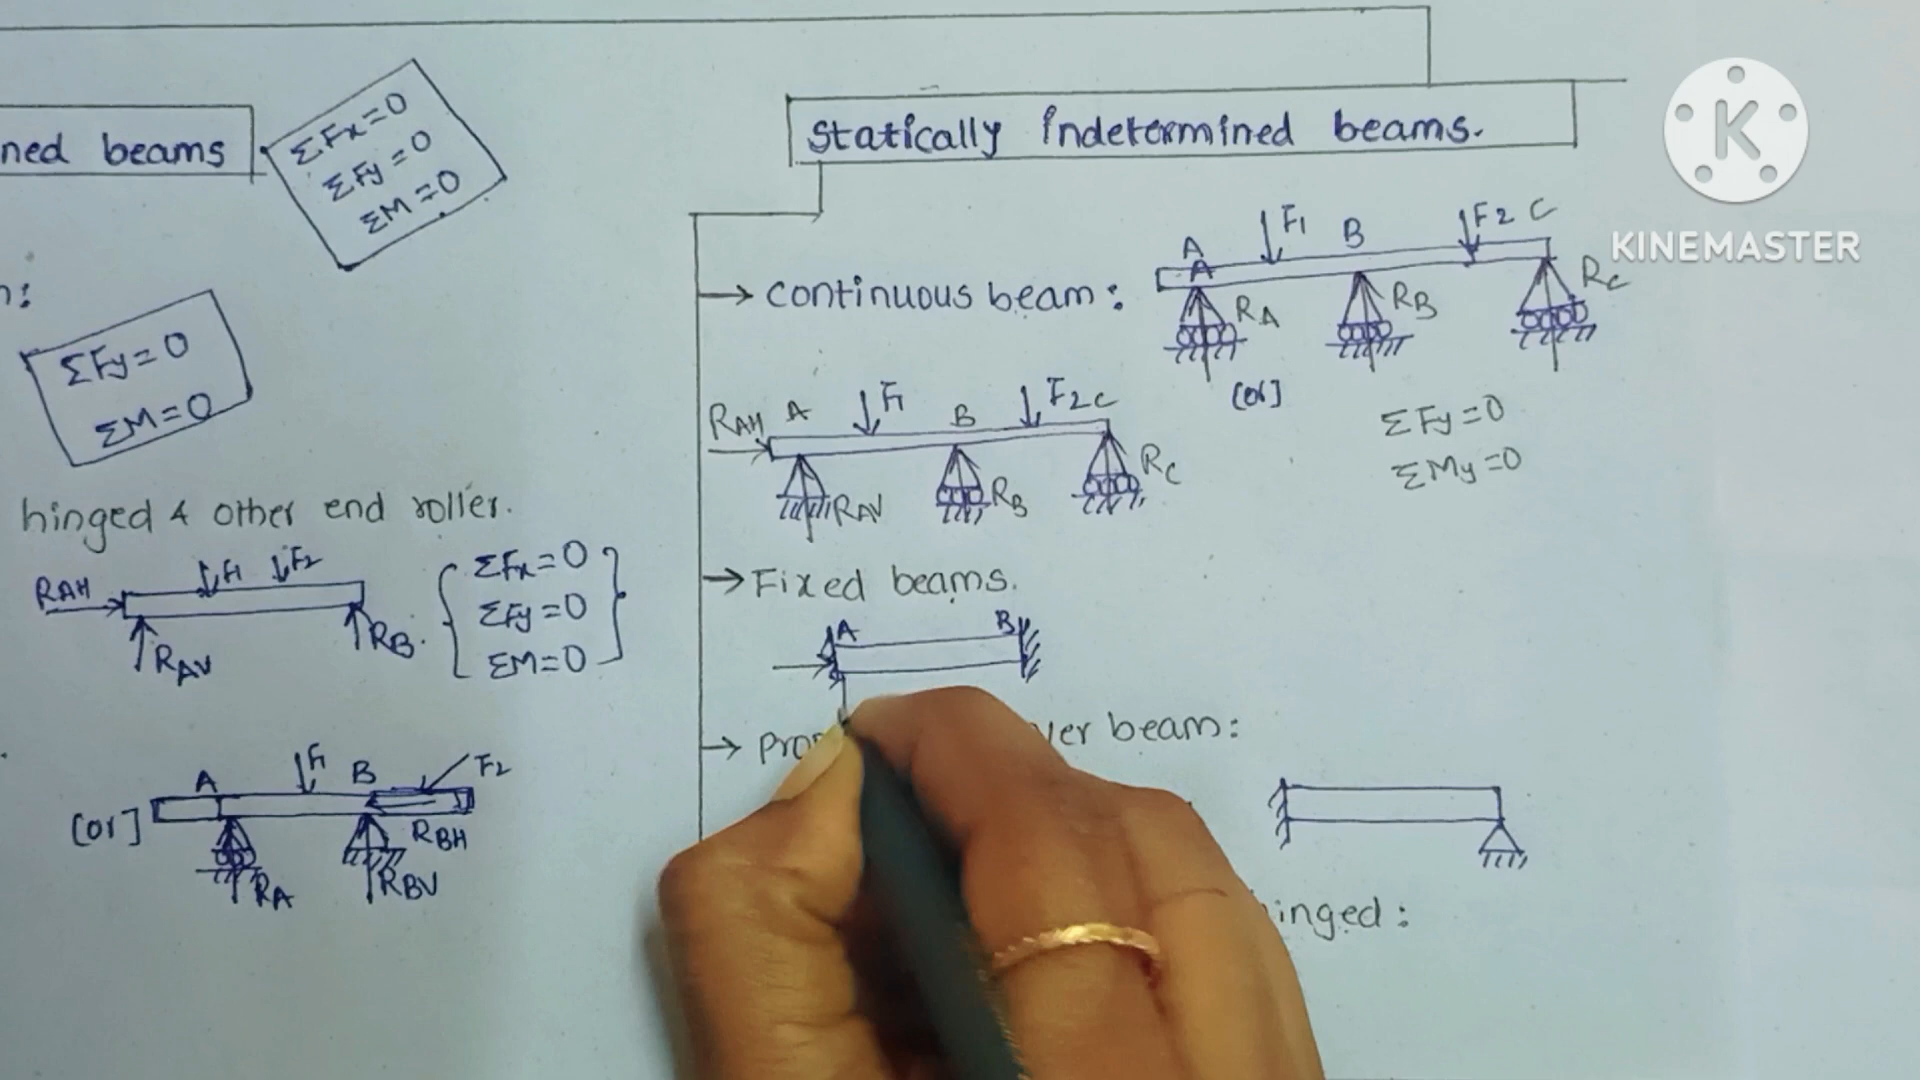 ned beams
ΣFx=0
ΣFy=0
ΣM=0
ΣFy=0
ΣM=0
hinged & other end roller.
RAH
F1
F2
RAV
RB.
ΣFx=0
ΣFy=0
ΣM=0
[or]
A
F1
B
F2
RBH
RA
RBV
Statically indetermined beams.
→ continuous beam:
A
A
F1
B
F2
C
RA
RB
RC
[or]
RAH
A
F1
B
F2
C
RAV
RB
RC
ΣFy=0
ΣMy=0
→ Fixed beams.
A
B
→ Prop ver beam:
inged:
K
KINEMASTER